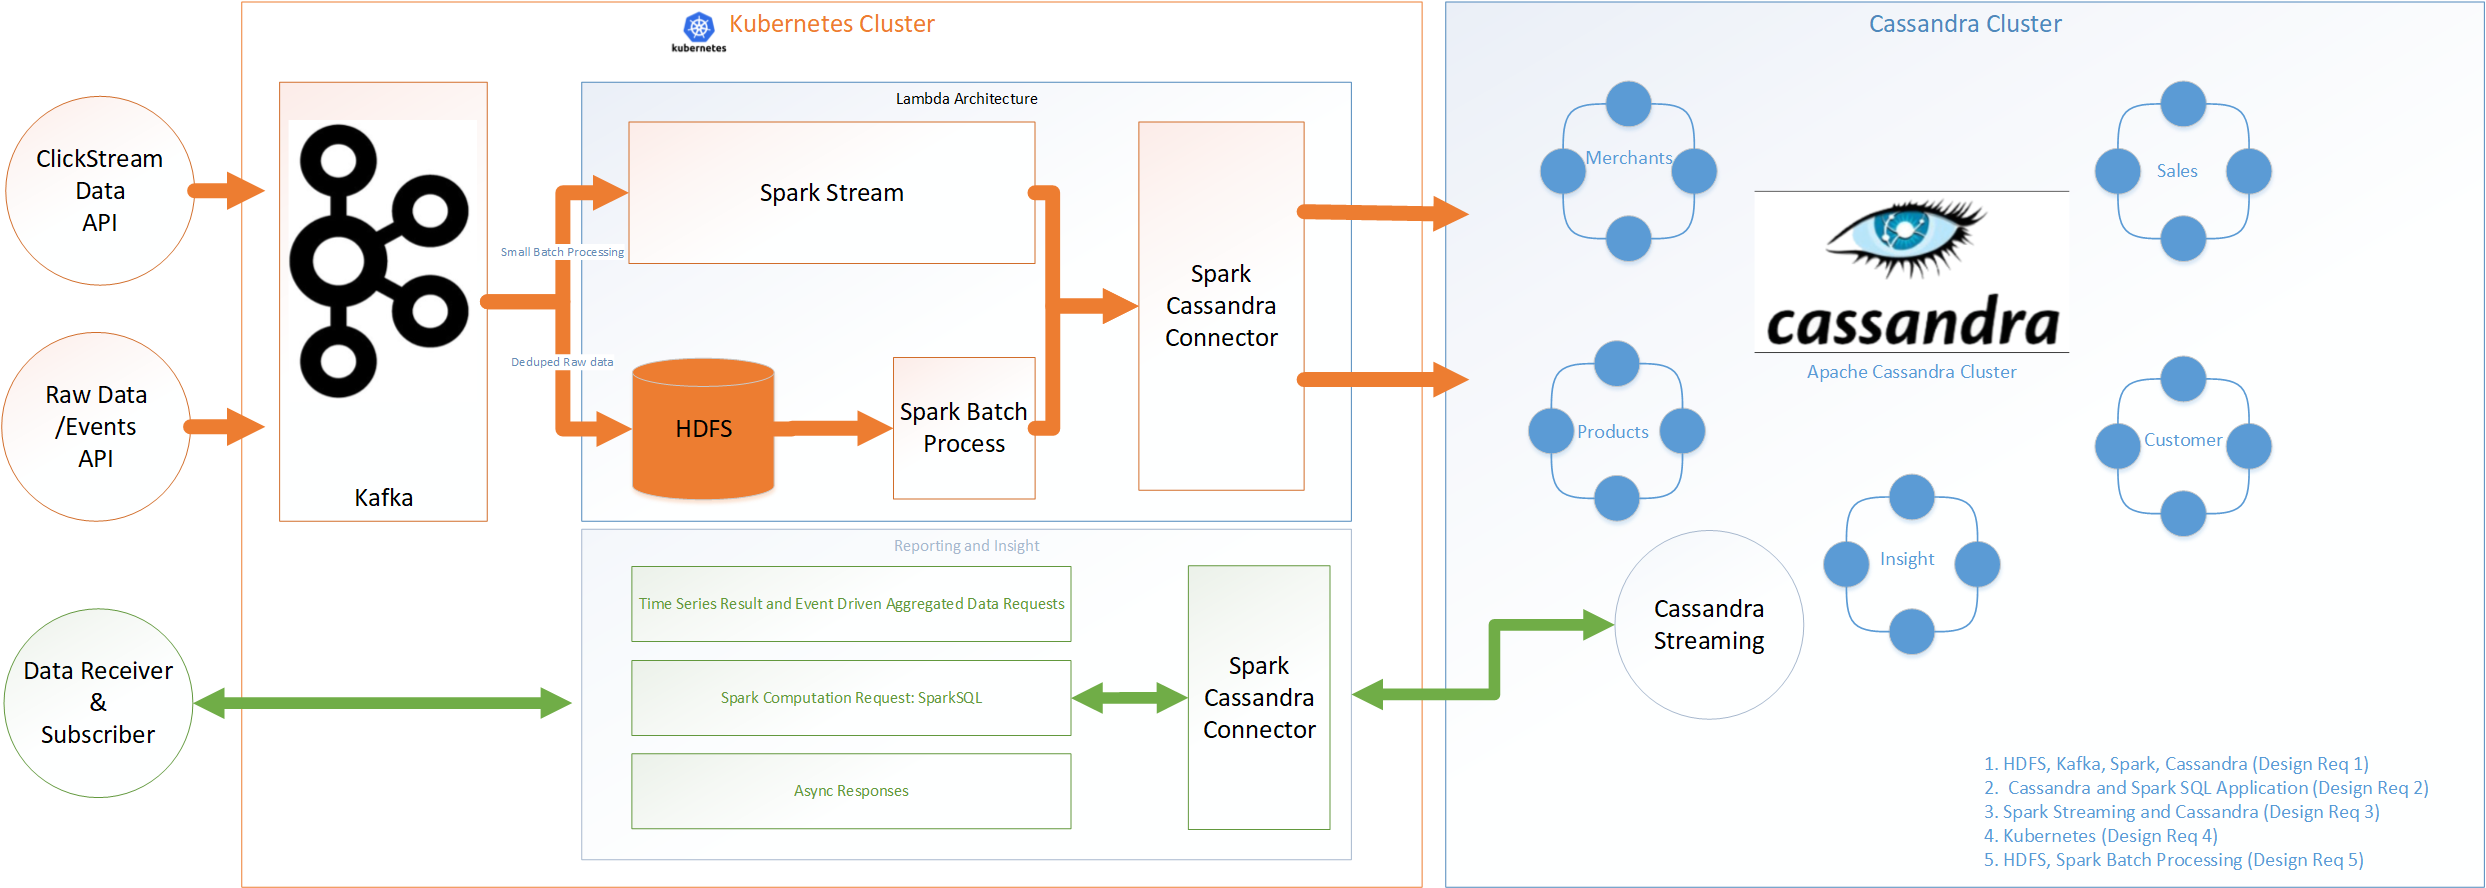 kubernetes
Kubernetes Cluster
Cassandra Cluster
ClickStream
Data
API
Raw Data
/Events
API
Data Receiver
&
Subscriber
Kafka
Lambda Architecture
Small Batch Processing
Deduped Raw data
Spark Stream
HDFS
Spark Batch
Process
Spark
Cassandra
Connector
Reporting and Insight
Time Series Result and Event Driven Aggregated Data Requests
Spark Computation Request: SparkSQL
Async Responses
Spark
Cassandra
Connector
Merchants
Sales
cassandra
Apache Cassandra Cluster
Products
Customer
Insight
Cassandra
Streaming
1. HDFS, Kafka, Spark, Cassandra (Design Req 1)
2. Cassandra and Spark SQL Application (Design Req 2)
3. Spark Streaming and Cassandra (Design Req 3)
4. Kubernetes (Design Req 4)
5. HDFS, Spark Batch Processing (Design Req 5)